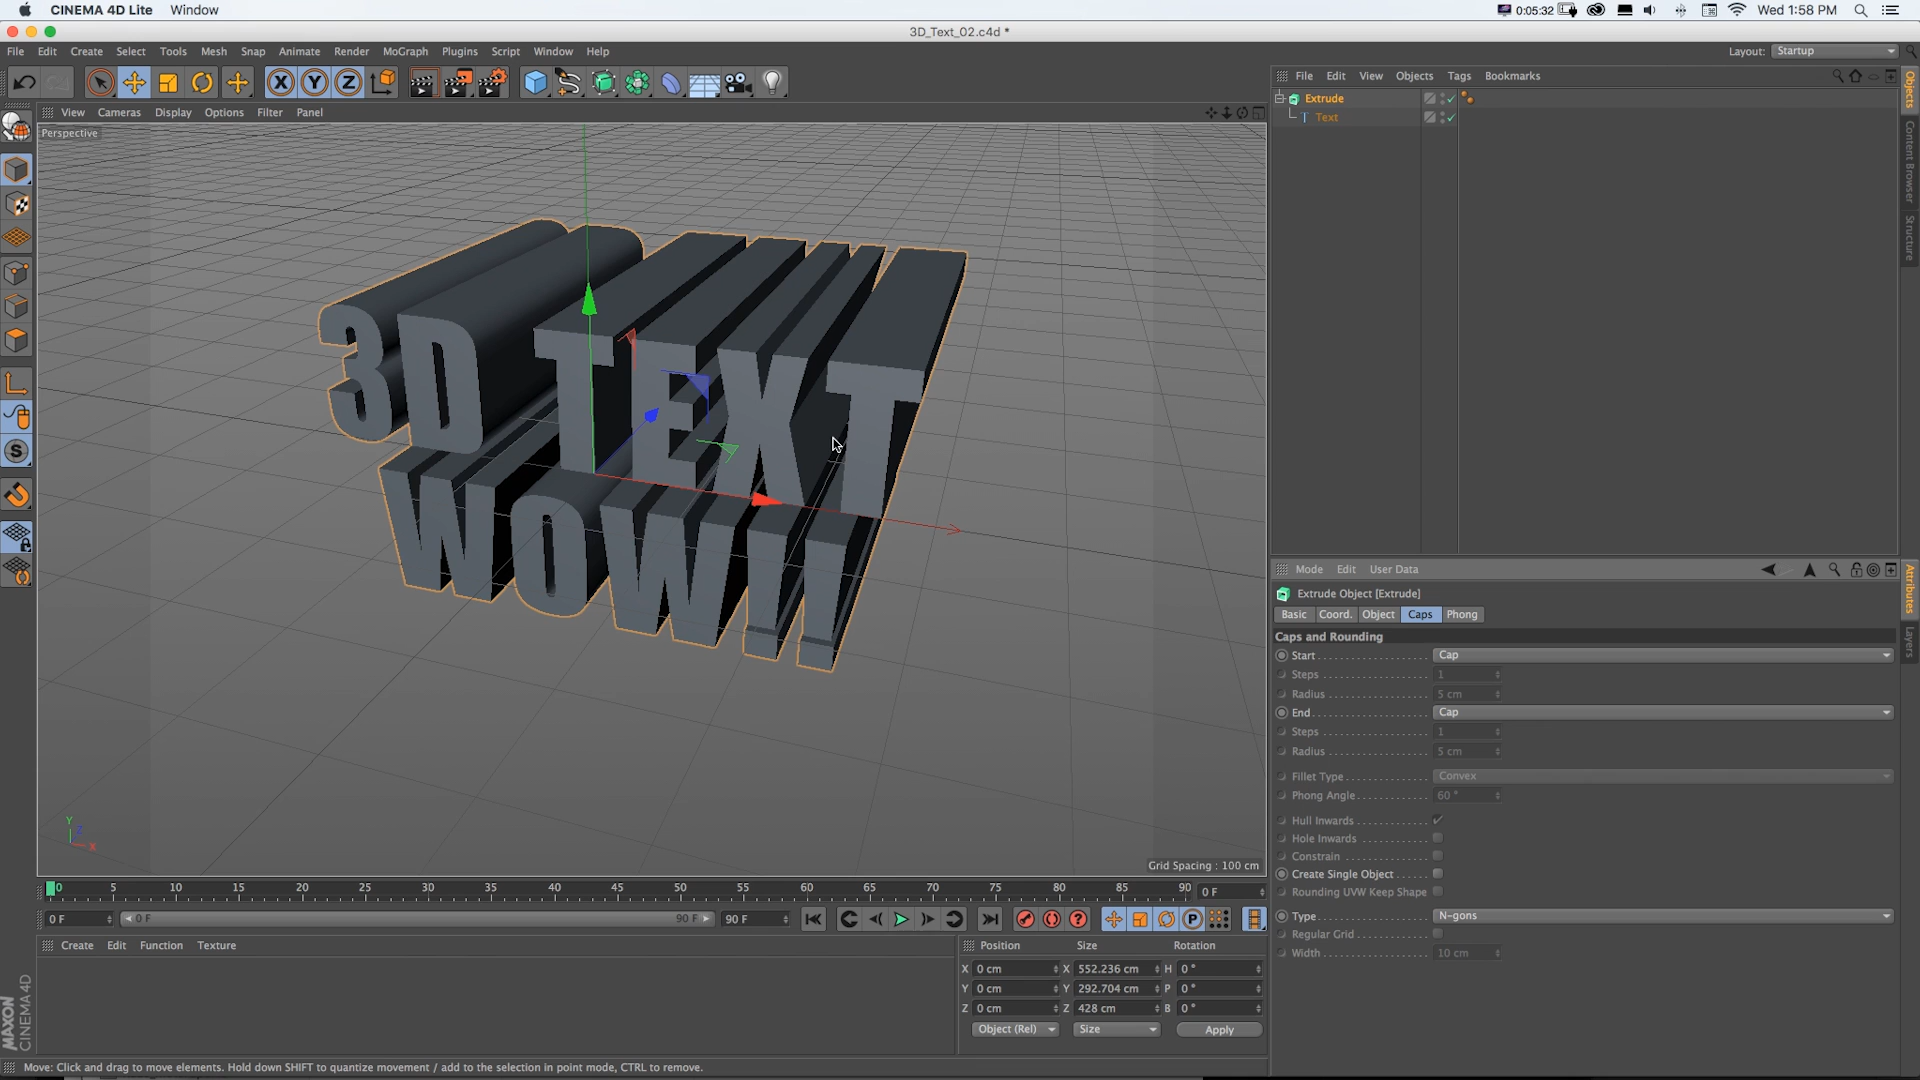 CINEMA 4D Lite Window 0:05:32 Wed 1:58 PM
3D_Text_02.c4d *
File Edit Create Select Tools Mesh Snap Animate Render MoGraph Plugins Script Window Help Layout: Startup
X Y Z
File Edit View Objects Tags Bookmarks
View Cameras Display Options Filter Panel
Perspective
Extrude
Text
Objects
Content Browser
Structure
3D TEXT
WOW!!
Y
Z
X
S
Grid Spacing : 100 cm
Mode Edit User Data
Attributes
Layers
Extrude Object [Extrude]
Basic Coord. Object Caps Phong
Caps and Rounding
Start Cap
Steps 1
Radius 5 cm
End Cap
Steps 1
Radius 5 cm
Fillet Type Convex
Phong Angle 60 °
Hull Inwards
Hole Inwards
Constrain
Create Single Object
Rounding UVW Keep Shape
Type N-gons
Regular Grid
Width 10 cm
0 5 10 15 20 25 30 35 40 45 50 55 60 65 70 75 80 85 90 0 F
0 F 0 F 90 F 90 F ? P
Create Edit Function Texture
Position Size Rotation
X 0 cm X 552.236 cm H 0 °
Y 0 cm Y 292.704 cm P 0 °
Z 0 cm Z 428 cm B 0 °
Object (Rel) Size Apply
MAXON
CINEMA 4D
Move: Click and drag to move elements. Hold down SHIFT to quantize movement / add to the selection in point mode, CTRL to remove.